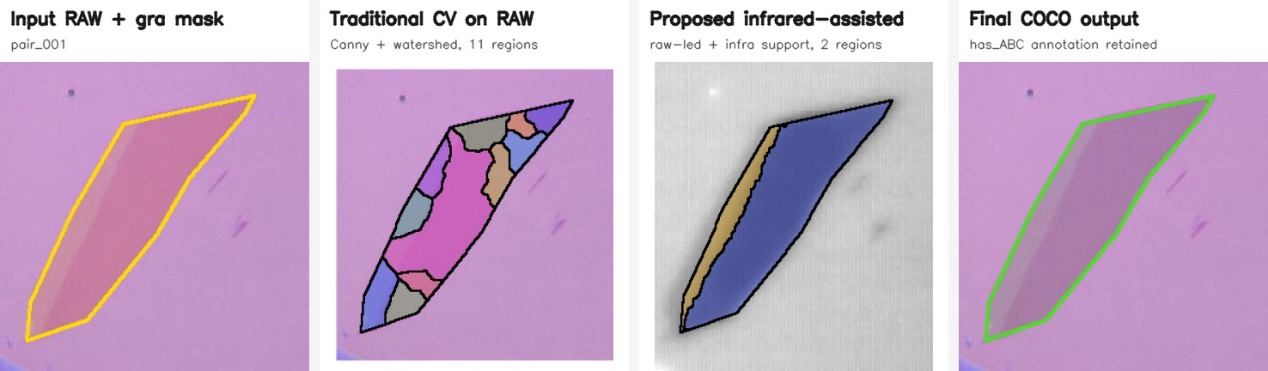 Input RAW + gra mask
pair_001
Traditional CV on RAW
Canny + watershed, 11 regions
Proposed infrared-assisted
raw-led + infra support, 2 regions
Final COCO output
has_ABC annotation retained